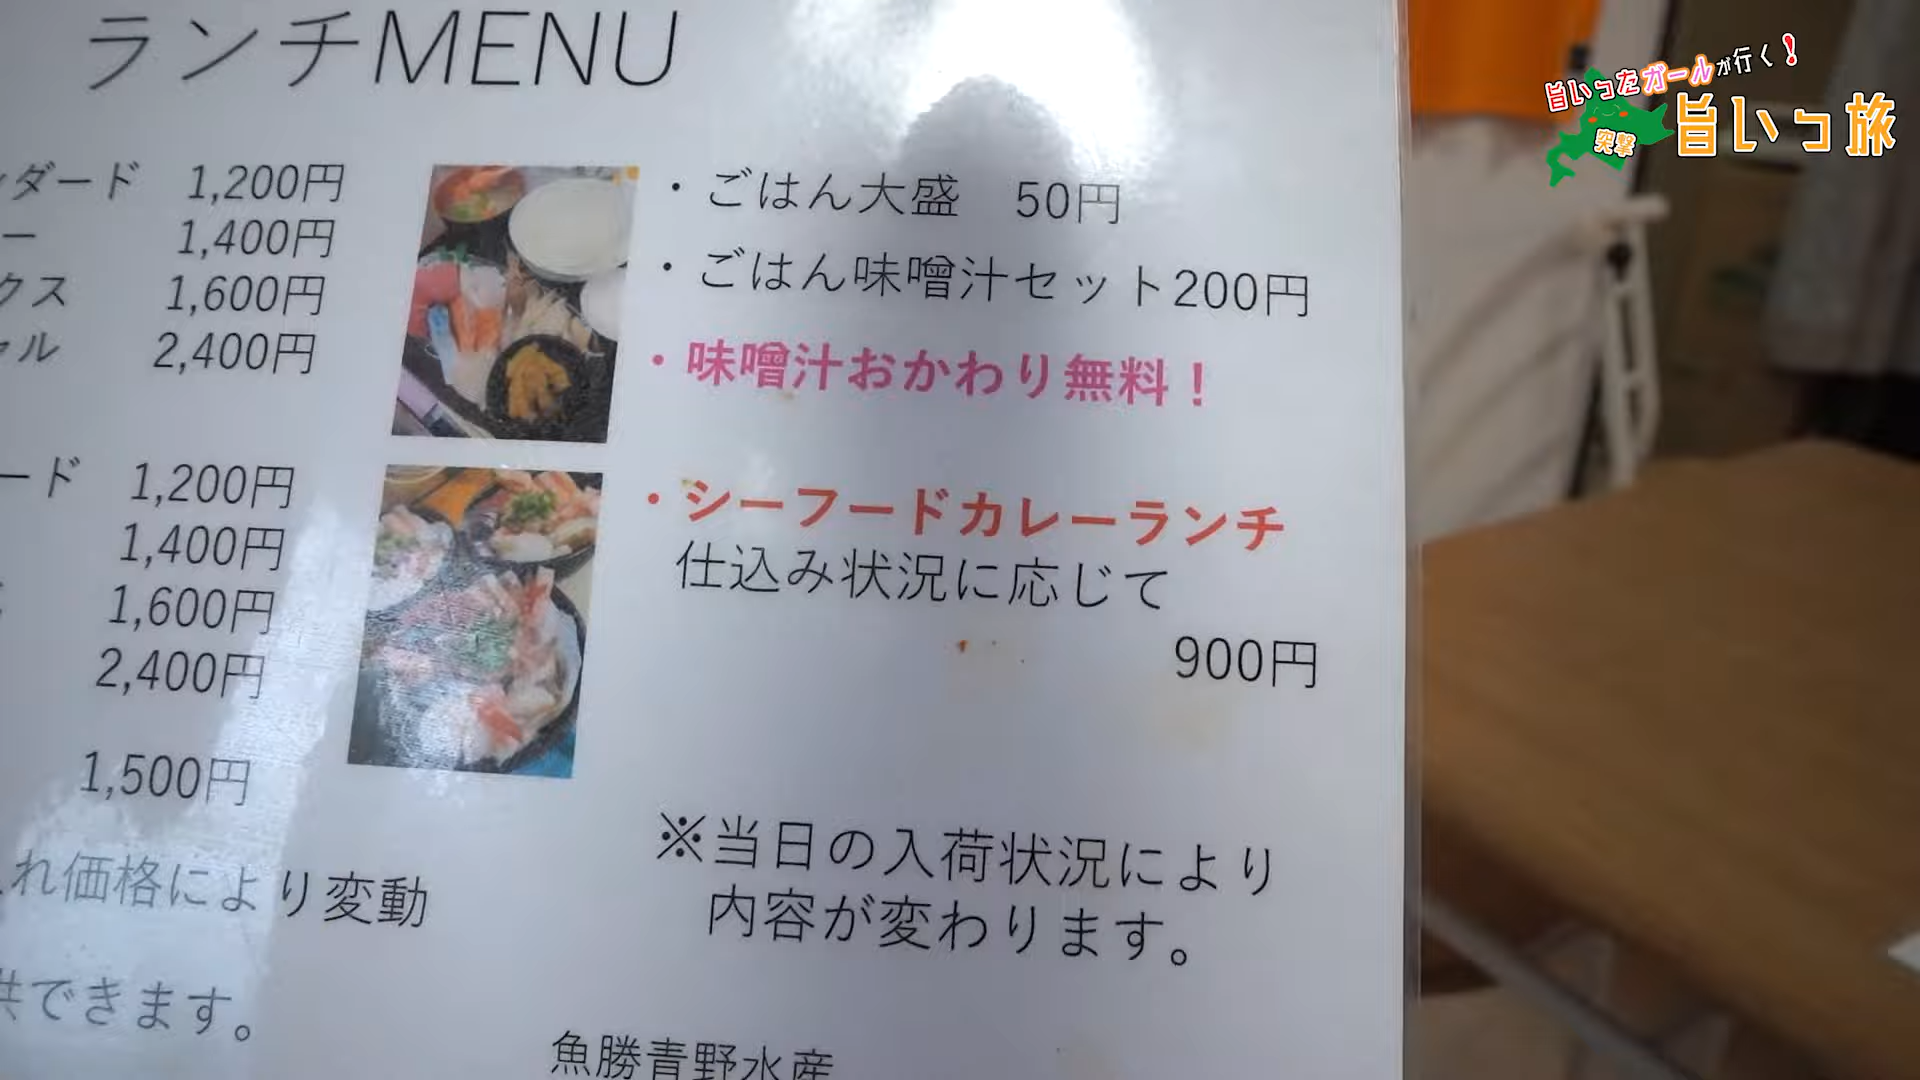 ランチMENU
ダード 1,200円
ー 1,400円
クス 1,600円
ャル 2,400円
ード 1,200円
1,400円
1,600円
2,400円
1,500円
れ価格により変動
できます。
・ごはん大盛 50円
・ごはん味噌汁セット200円
・味噌汁おかわり無料！
・シーフードカレーランチ
仕込み状況に応じて
900円
※当日の入荷状況により
内容が変わります。
魚勝青野水産
旨いったガールが行く！
突撃 旨いっ旅